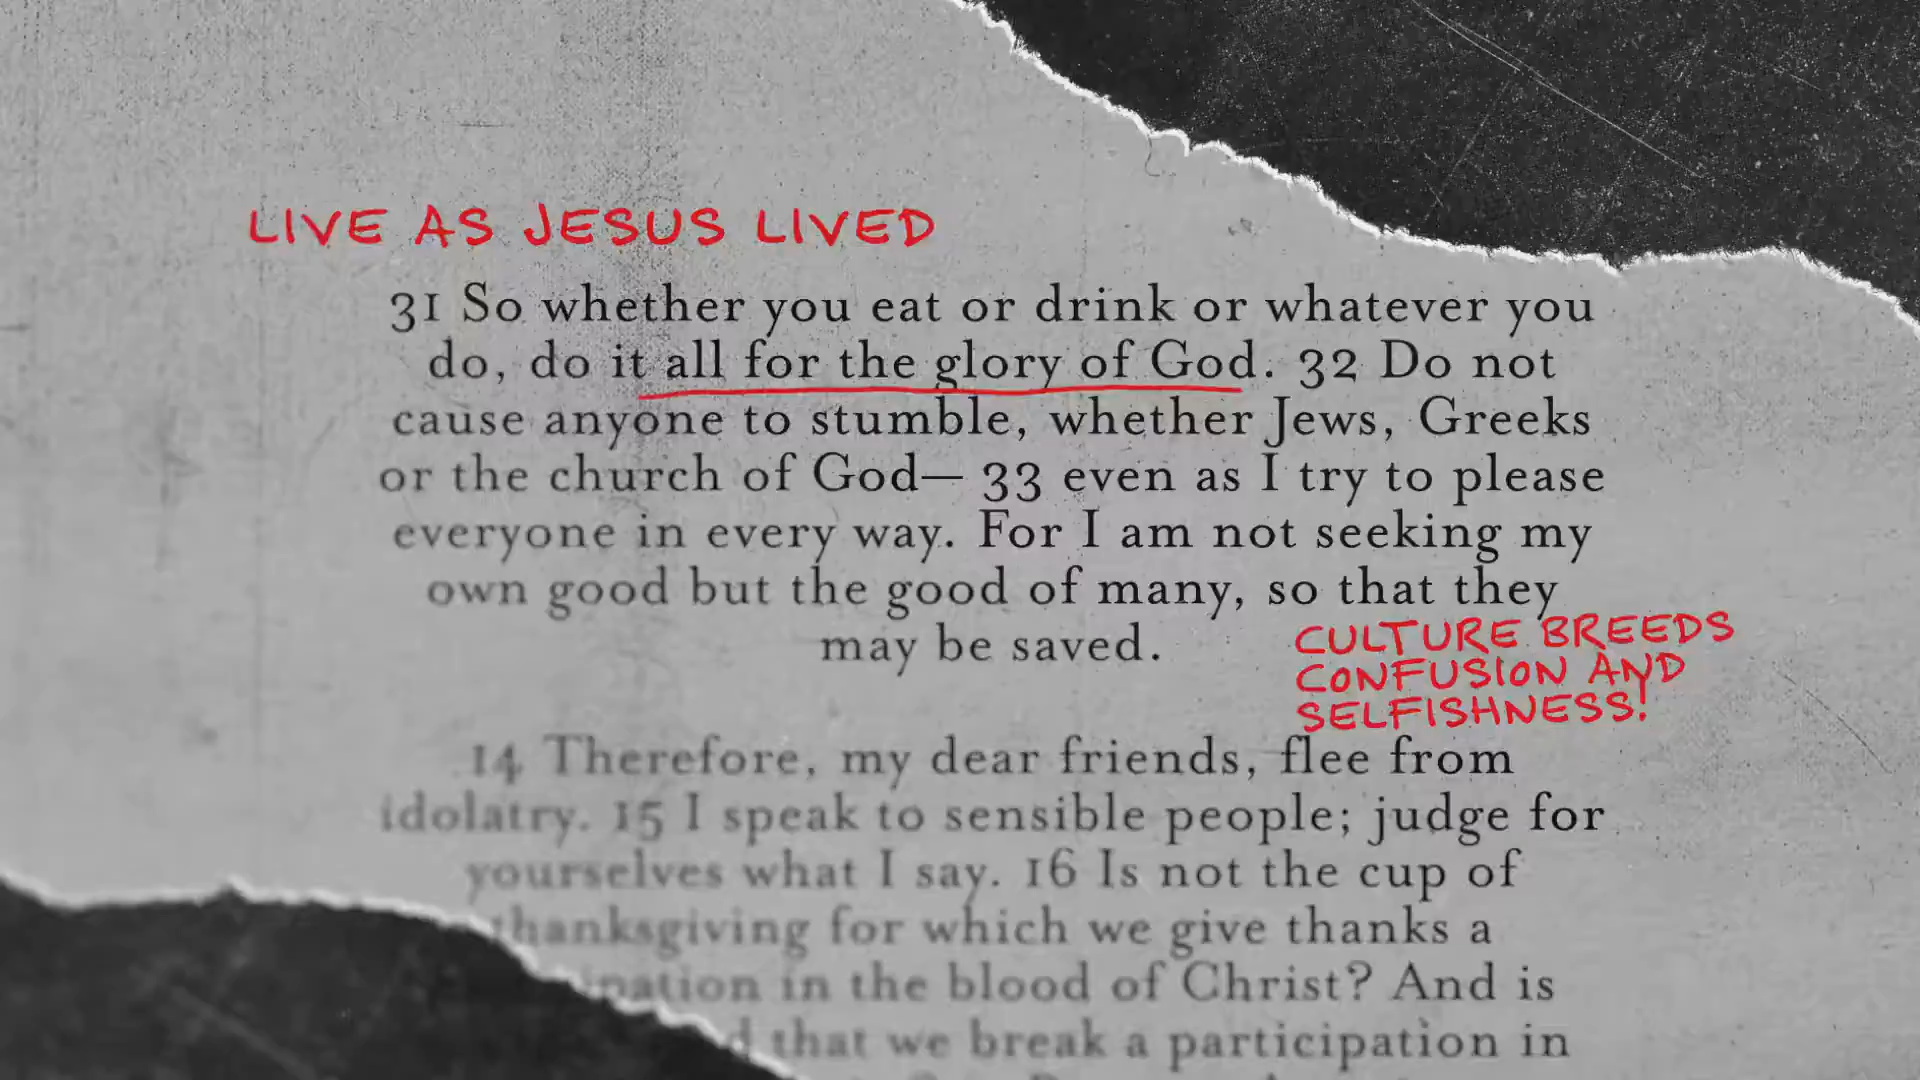 LIVE AS JESUS LIVED
31 So whether you eat or drink or whatever you
do, do it all for the glory of God. 32 Do not
cause anyone to stumble, whether Jews, Greeks
or the church of God— 33 even as I try to please
everyone in every way. For I am not seeking my
own good but the good of many, so that they
may be saved.
CULTURE BREEDS
CONFUSION AND
SELFISHNESS!
14 Therefore, my dear friends, flee from
idolatry. 15 I speak to sensible people; judge for
yourselves what I say. 16 Is not the cup of
thanksgiving for which we give thanks a
in the blood of Christ? And is
that we break a participation in